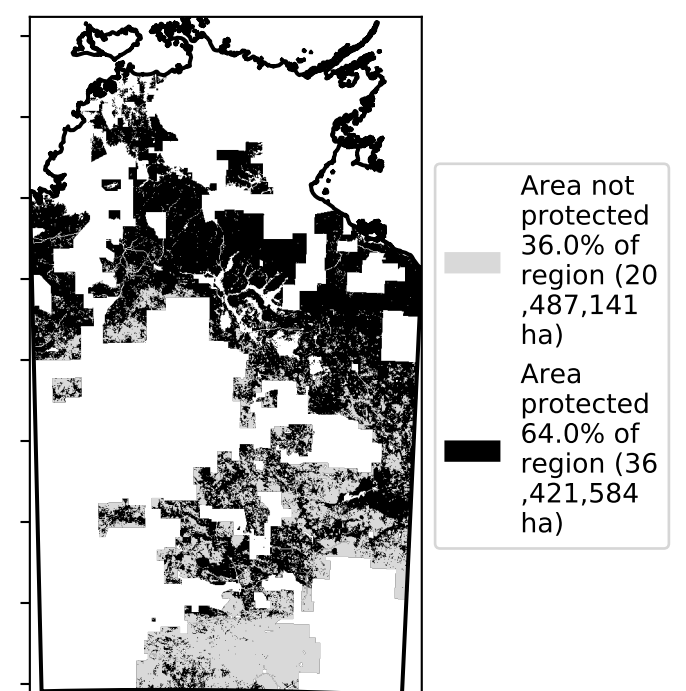 Area not
protected
36.0% of
region (20
,487,141
ha)
Area
protected
64.0% of
region (36
,421,584
ha)